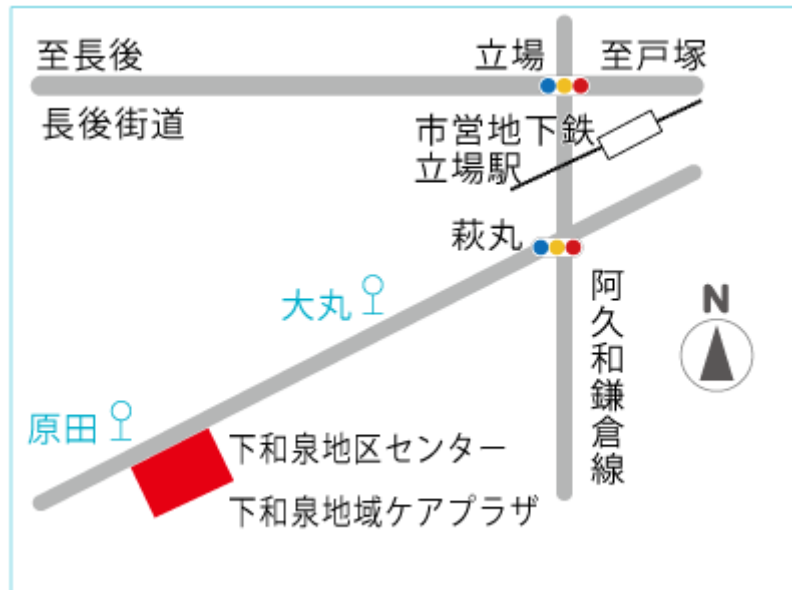 至長後
立場
至戸塚
長後街道
市営地下鉄
立場駅
萩丸
大丸
阿久和鎌倉線
N
原田
下和泉地区センター
下和泉地域ケアプラザ